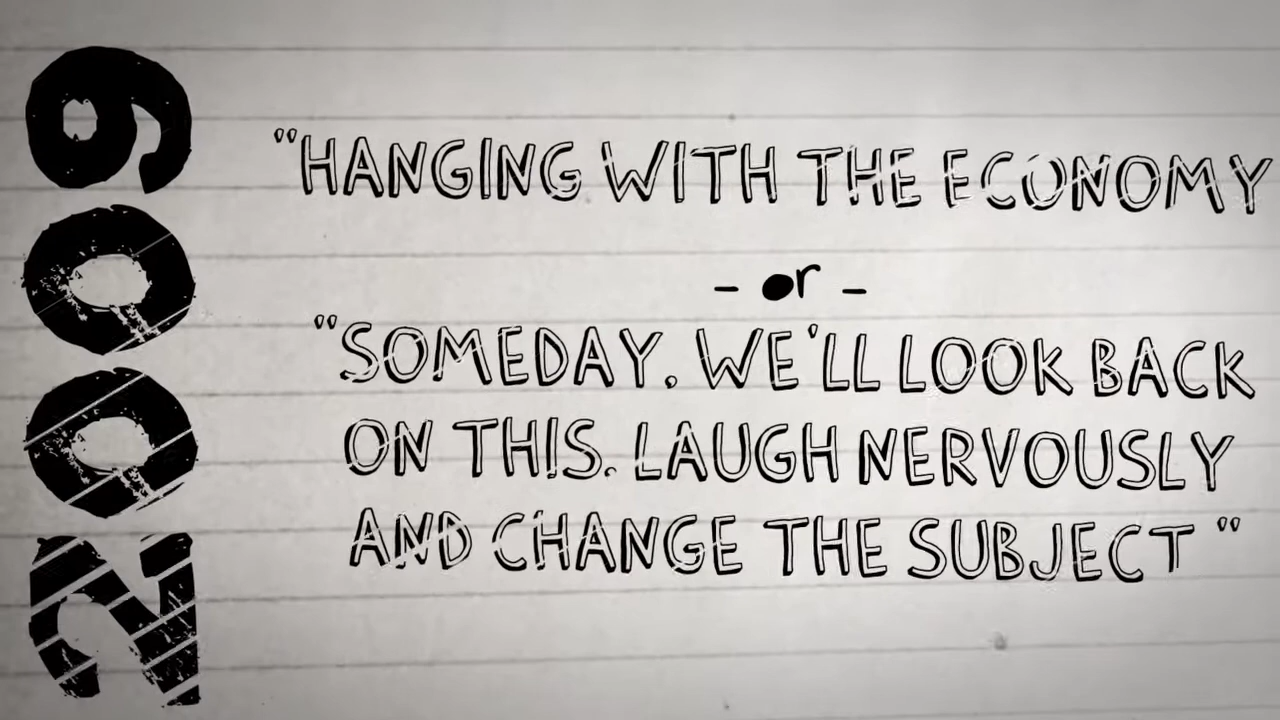 2009
"HANGING WITH THE ECONOMY
- or -
"SOMEDAY. WE'LL LOOK BACK
ON THIS. LAUGH NERVOUSLY
AND CHANGE THE SUBJECT"